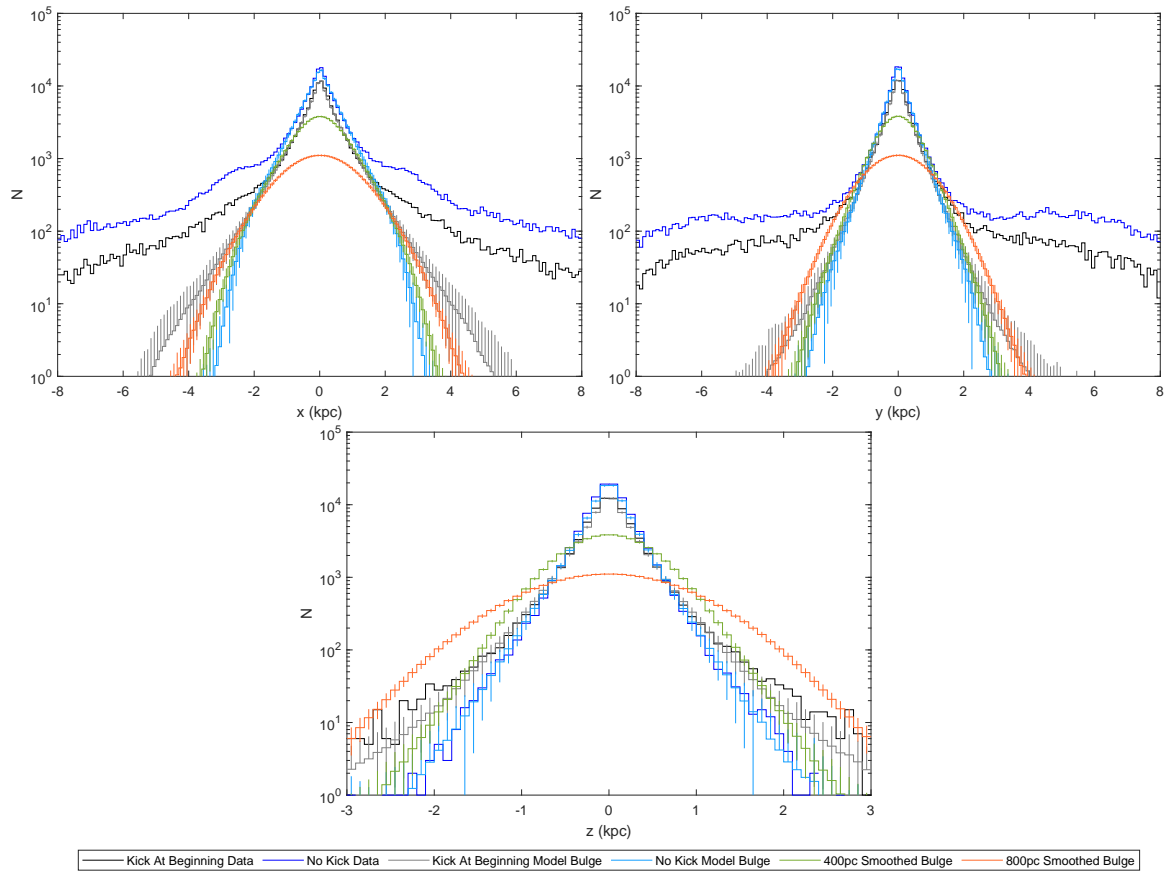 10^5
10^4
10^3
10^2
10^1
10^0
N
-8 -6 -4 -2 0 2 4 6 8
x (kpc)
10^5
10^4
10^3
10^2
10^1
10^0
N
-8 -6 -4 -2 0 2 4 6 8
y (kpc)
10^5
10^4
10^3
10^2
10^1
10^0
N
-3 -2 -1 0 1 2 3
z (kpc)
Kick At Beginning Data No Kick Data Kick At Beginning Model Bulge No Kick Model Bulge 400pc Smoothed Bulge 800pc Smoothed Bulge